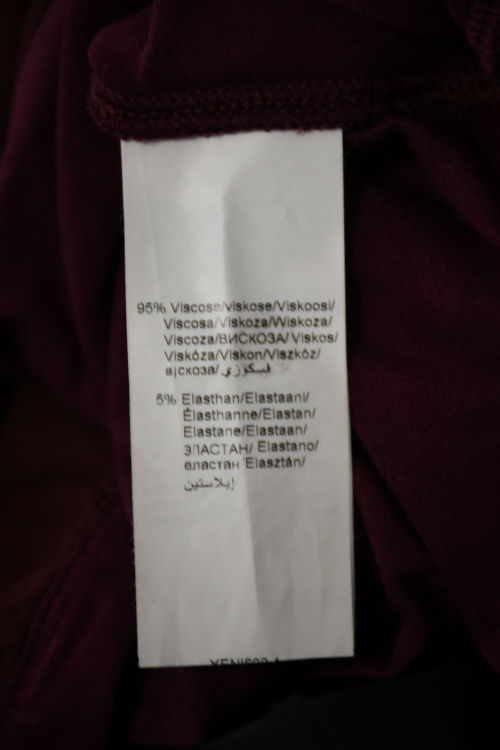 95% Viscose/Viskose/Viskoosi/
Viscosa/Viskoza/Wiskoza/
Viscoza/ВИСКОЗА/Viskos/
Viskóza/Viskon/Viszkóz/
віскоза/فسكوزي
5% Elasthan/Elastaani/
Élasthanne/Elastan/
Elastane/Elastaan/
ЭЛАСТАН/ Elastano/
еластан Elasztán/
إيلاستين